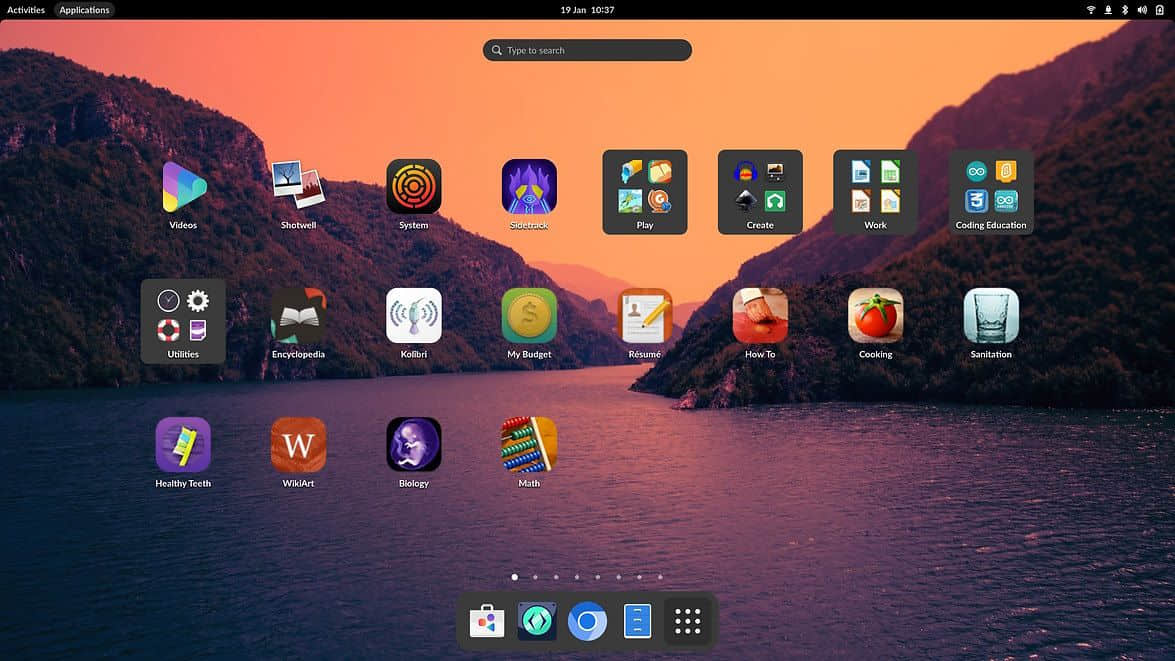 Activities
Applications
19 Jan 10:37
Type to search
Videos
Shotwell
System
Sidetrack
Play
Create
Work
Coding Education
Utilities
Encyclopedia
Kolibri
My Budget
Résumé
How To
Cooking
Sanitation
Healthy Teeth
W
WikiArt
Biology
Math